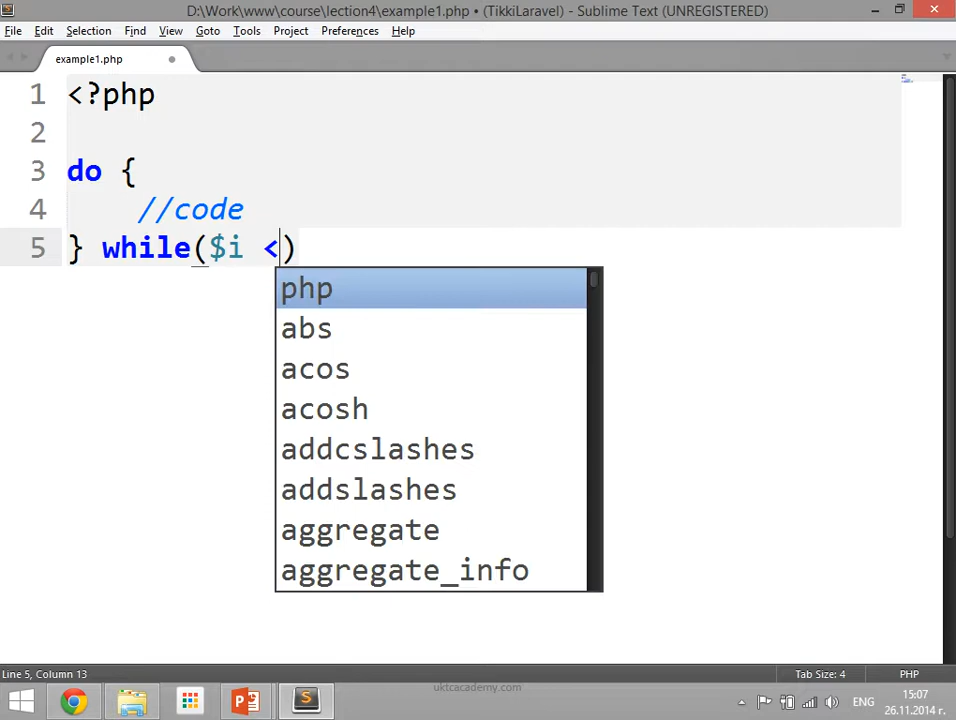 D:\Work\www\course\lection4\example1.php • (TikkiLaravel) - Sublime Text (UNREGISTERED)
File Edit Selection Find View Goto Tools Project Preferences Help
example1.php
1 <?php
2
3 do {
4 //code
5 } while($i <)
php
abs
acos
acosh
addcslashes
addslashes
aggregate
aggregate_info
Line 5, Column 13 Tab Size: 4 PHP
uktcacademy.com
ЕНГ 15:07
26.11.2014 г.